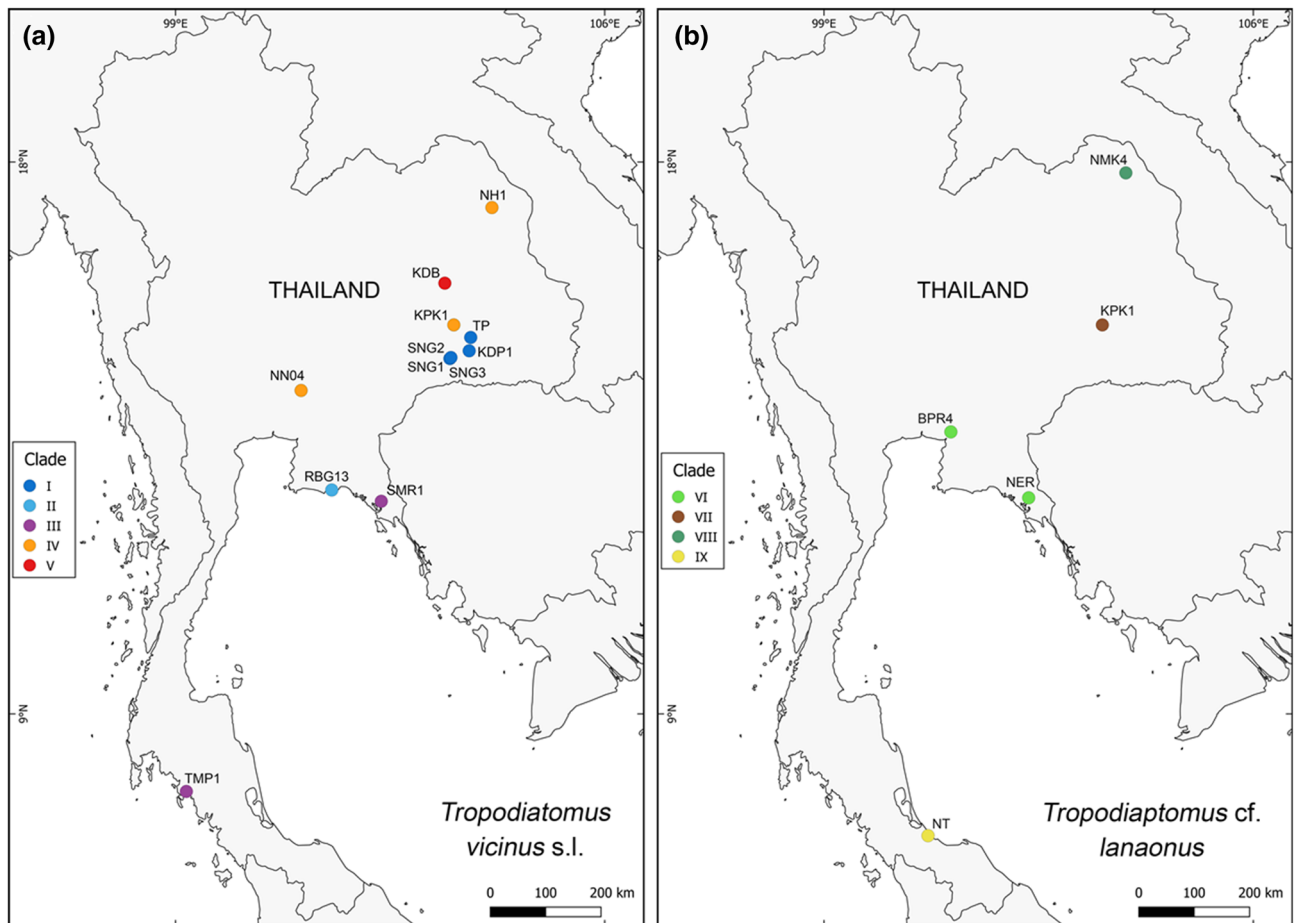 (a)
99°E
106°E
18°N
NH1
KDB
THAILAND
KPK1
TP
SNG2
KDP1
SNG1
SNG3
NN04
Clade
I
II
III
IV
V
RBG13
SMR1
9°N
TMP1
Tropodiatomus
vicinus s.l.
0 100 200 km
(b)
99°E
106°E
18°N
NMK4
THAILAND
KPK1
BPR4
Clade
VI
VII
VIII
IX
NER
9°N
NT
Tropodiaptomus cf.
lanaonus
0 100 200 km